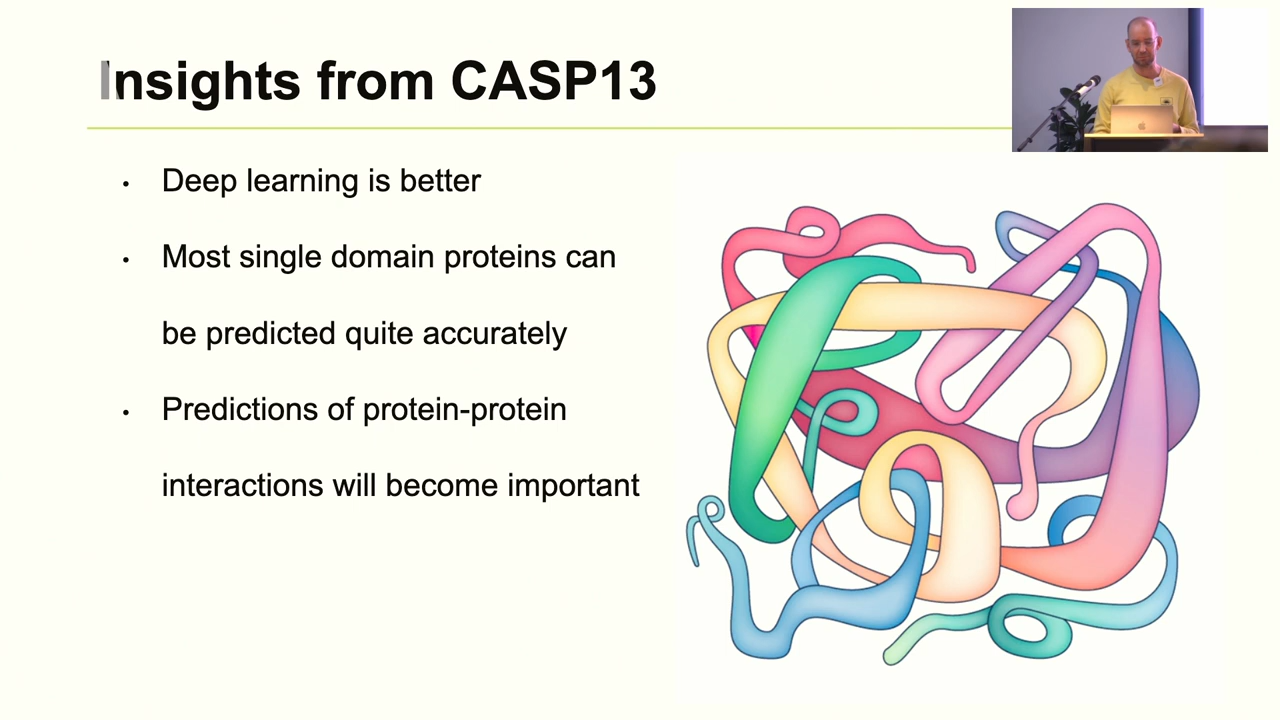 Insights from CASP13
• Deep learning is better
• Most single domain proteins can
be predicted quite accurately
• Predictions of protein-protein
interactions will become important